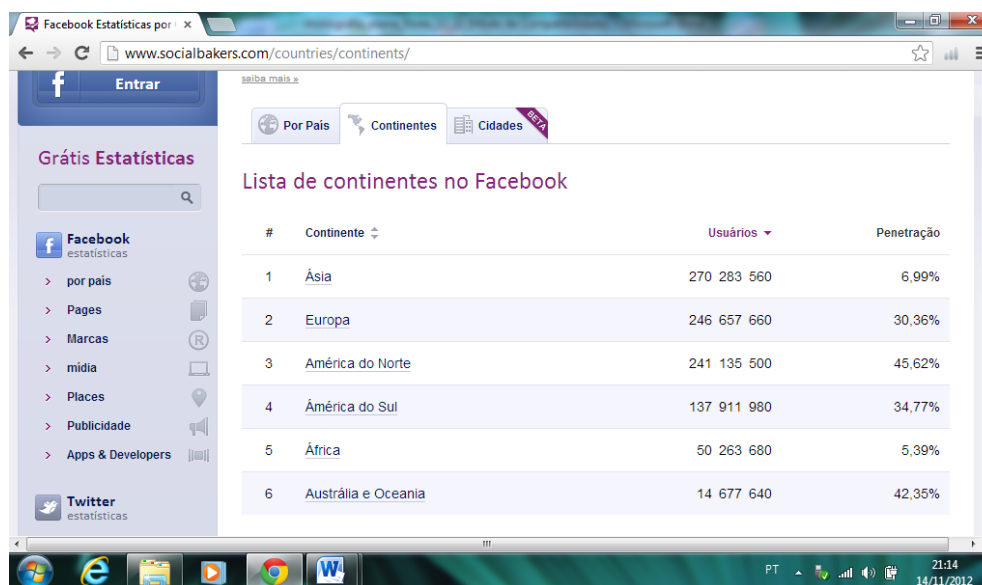 Facebook Estatísticas por
www.socialbakers.com/countries/continents/
Entrar
saiba mais »
Por País
Continentes
Cidades
BETA
Grátis Estatísticas
Facebook
estatísticas
por pais
Pages
Marcas
mídia
Places
Publicidade
Apps & Developers
Twitter
estatísticas
Lista de continentes no Facebook
# Continente Usuários Penetração
1 Ásia 270 283 560 6,99%
2 Europa 246 657 660 30,36%
3 América do Norte 241 135 500 45,62%
4 Ámérica do Sul 137 911 980 34,77%
5 África 50 263 680 5,39%
6 Austrália e Oceania 14 677 640 42,35%
PT
21:14
14/11/2012